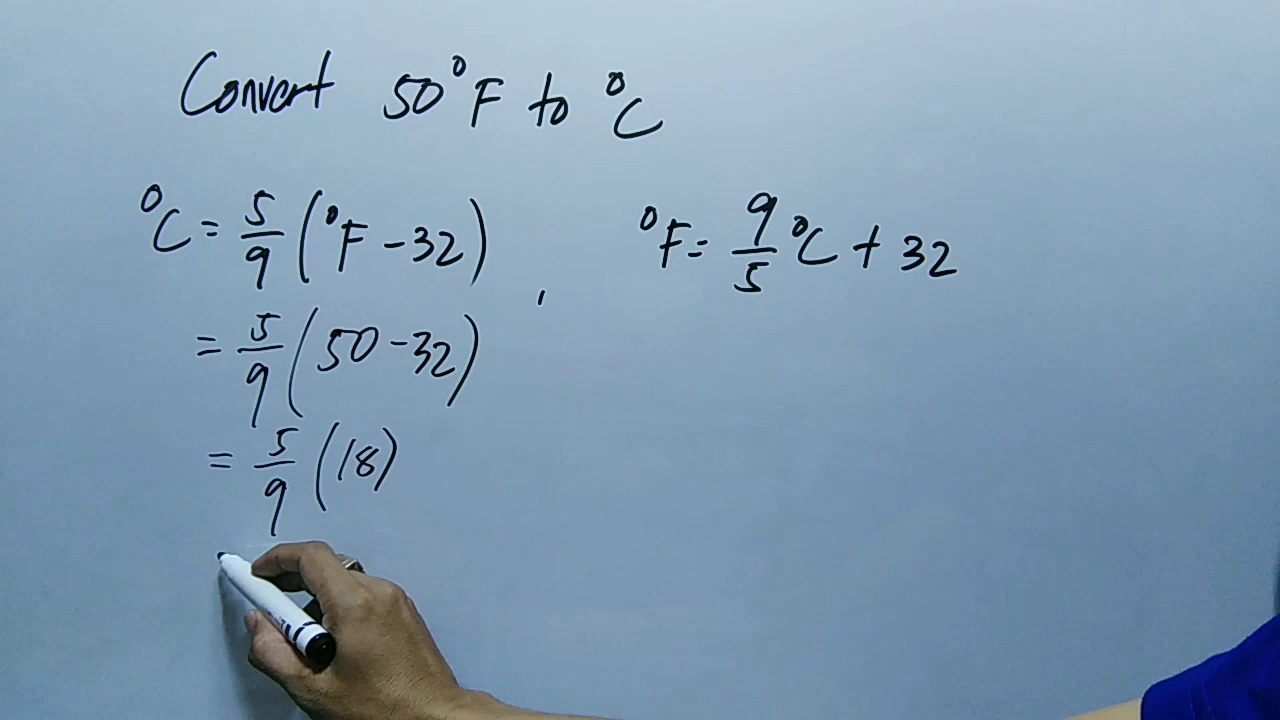 Convert 50°F to °C
°C = 5/9 (°F - 32) , °F = 9/5 °C + 32
= 5/9 (50 - 32)
= 5/9 (18)